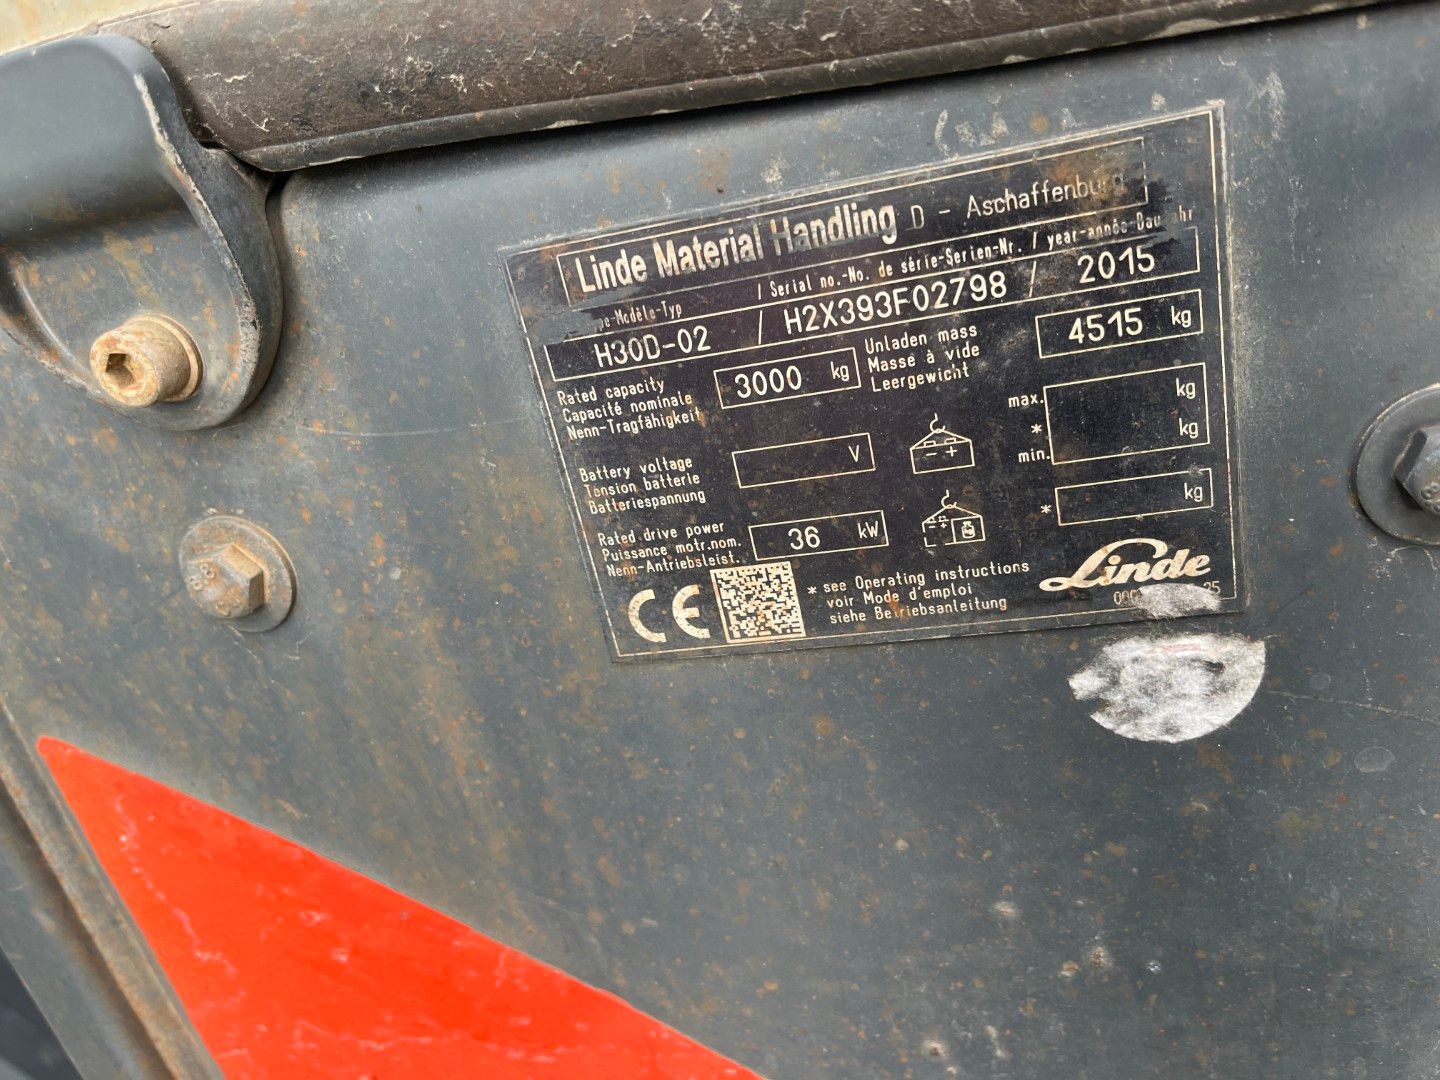 Linde Material Handling D - Aschaffenburg
/ Serial no.-No. de série-Serien-Nr. / year-année-
H30D-02 / H2X393F02798 / 2015
Rated capacity
Capacité nominale
Nenn-Tragfähigkeit
3000 kg
Unladen mass
Masse à vide
Leergewicht
4515 kg
Battery voltage
Tension batterie
Batteriespannung
V
max. kg
* kg
min.
Rated drive power
Puissance motr.nom.
Nenn-Antriebsleist.
36 kW
* kg
CE
* see Operating instructions
voir Mode d'emploi
siehe Betriebsanleitung
Linde